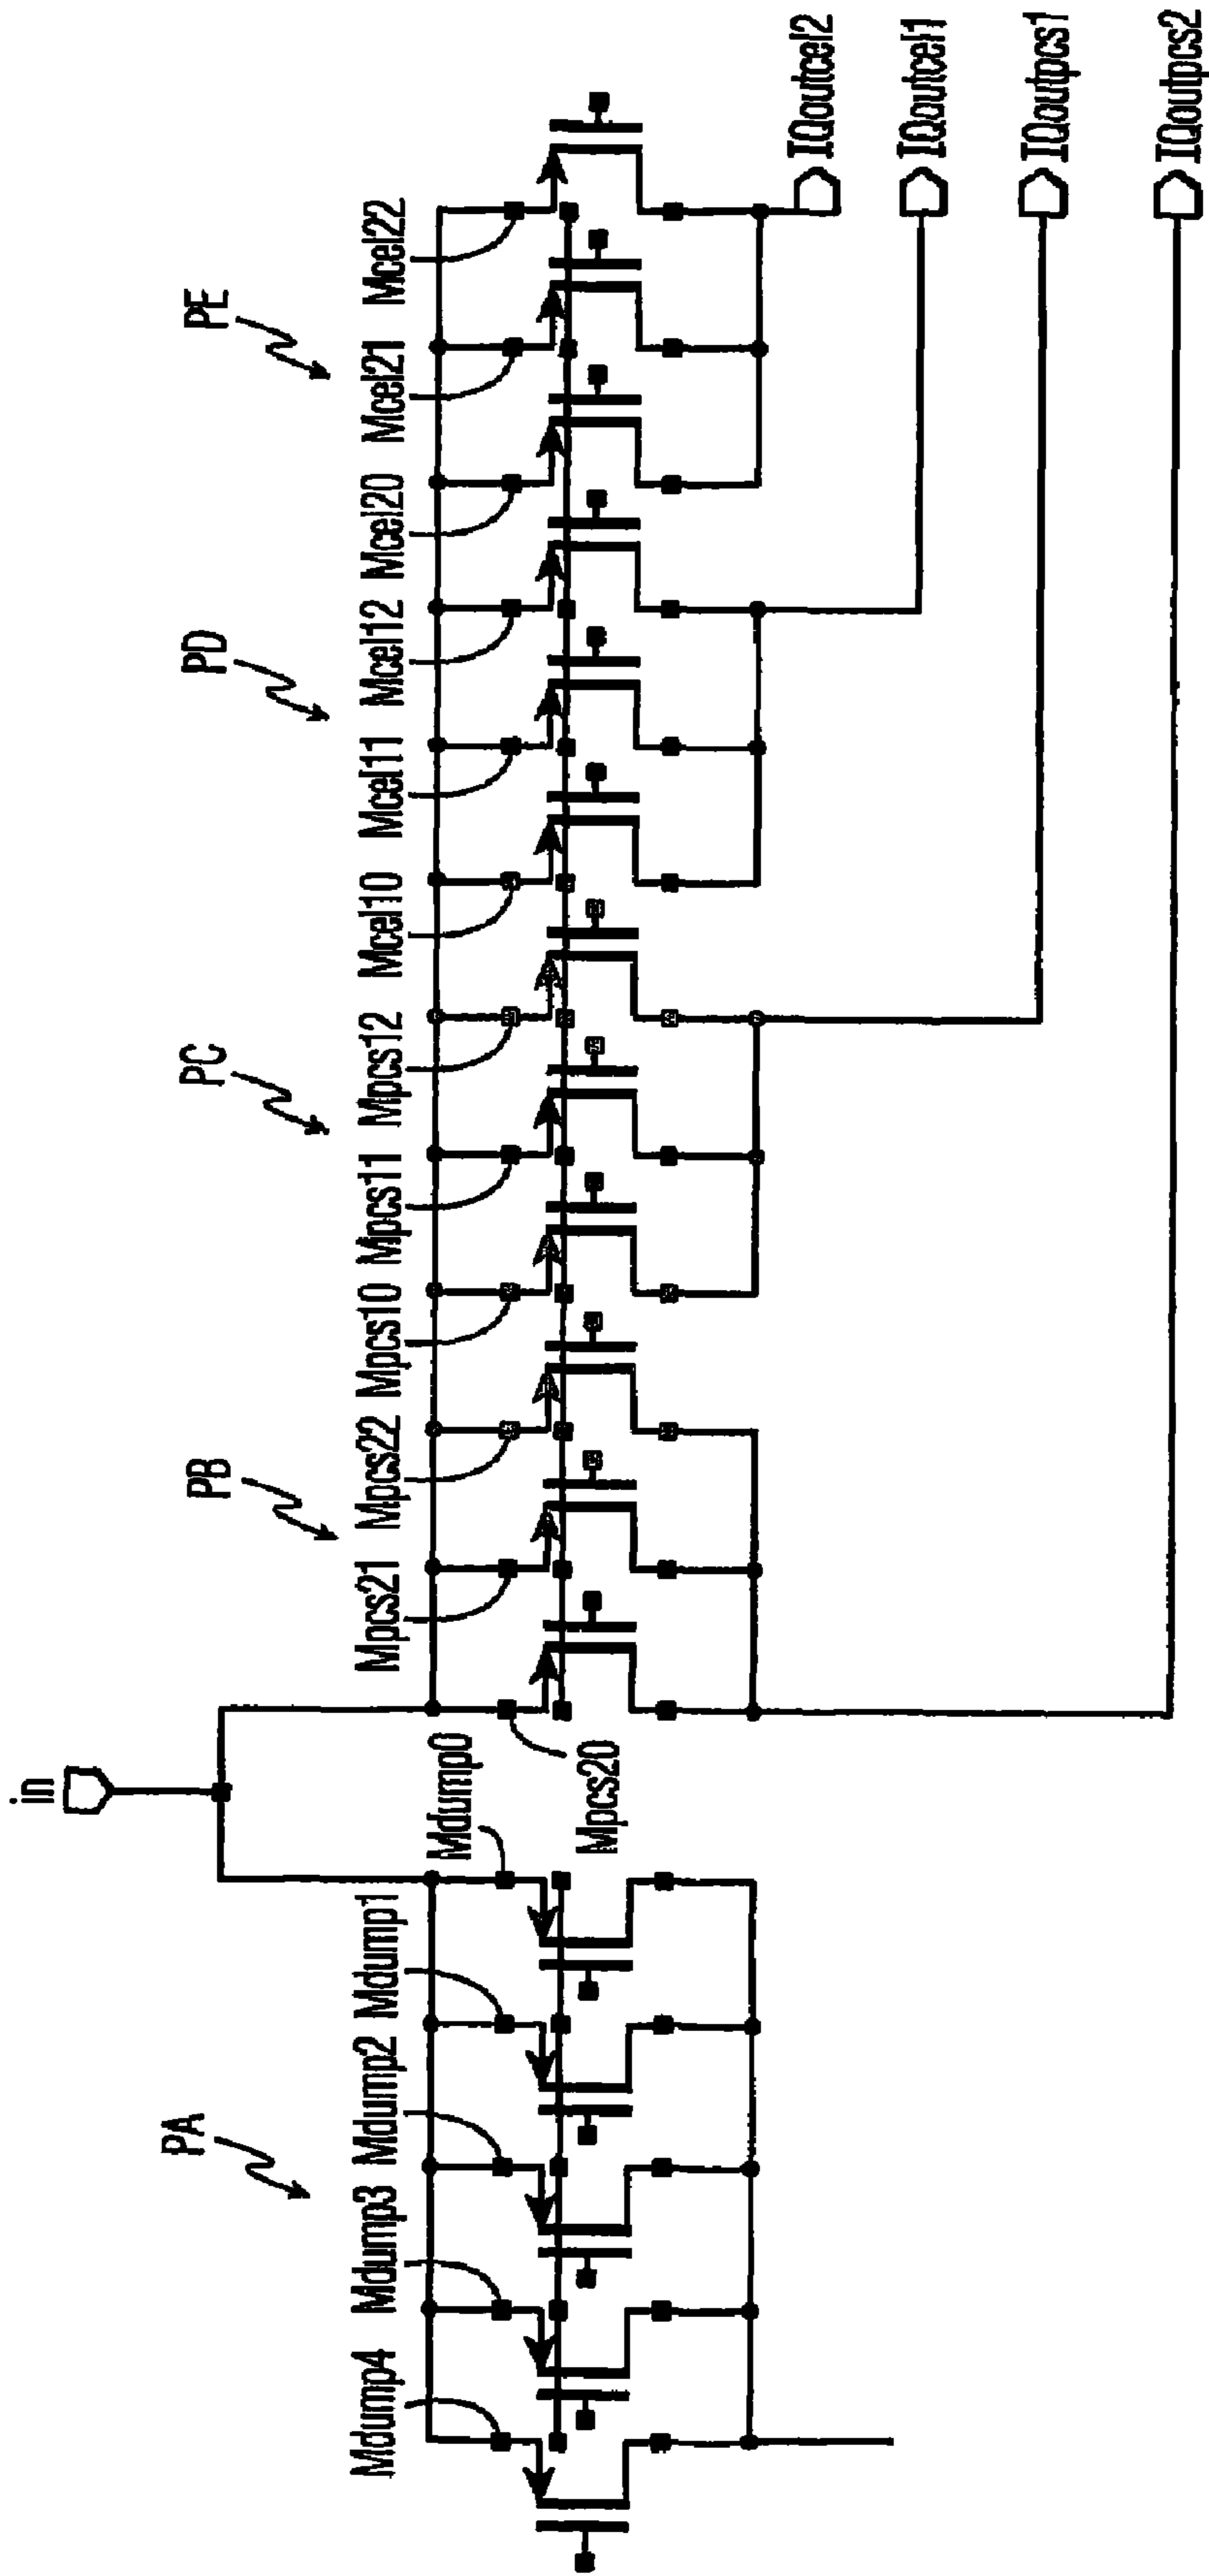 in
PA
PB
PC
PD
PE
Mdump4
Mdump3
Mdump2
Mdump1
Mdump0
Mpcs20
Mpcs21
Mpcs22
Mpcs10
Mpcs11
Mpcs12
Mcel10
Mcel11
Mcel12
Mcel20
Mcel21
Mcel22
IQoutcel2
IQoutcel1
IQoutpcs1
IQoutpcs2